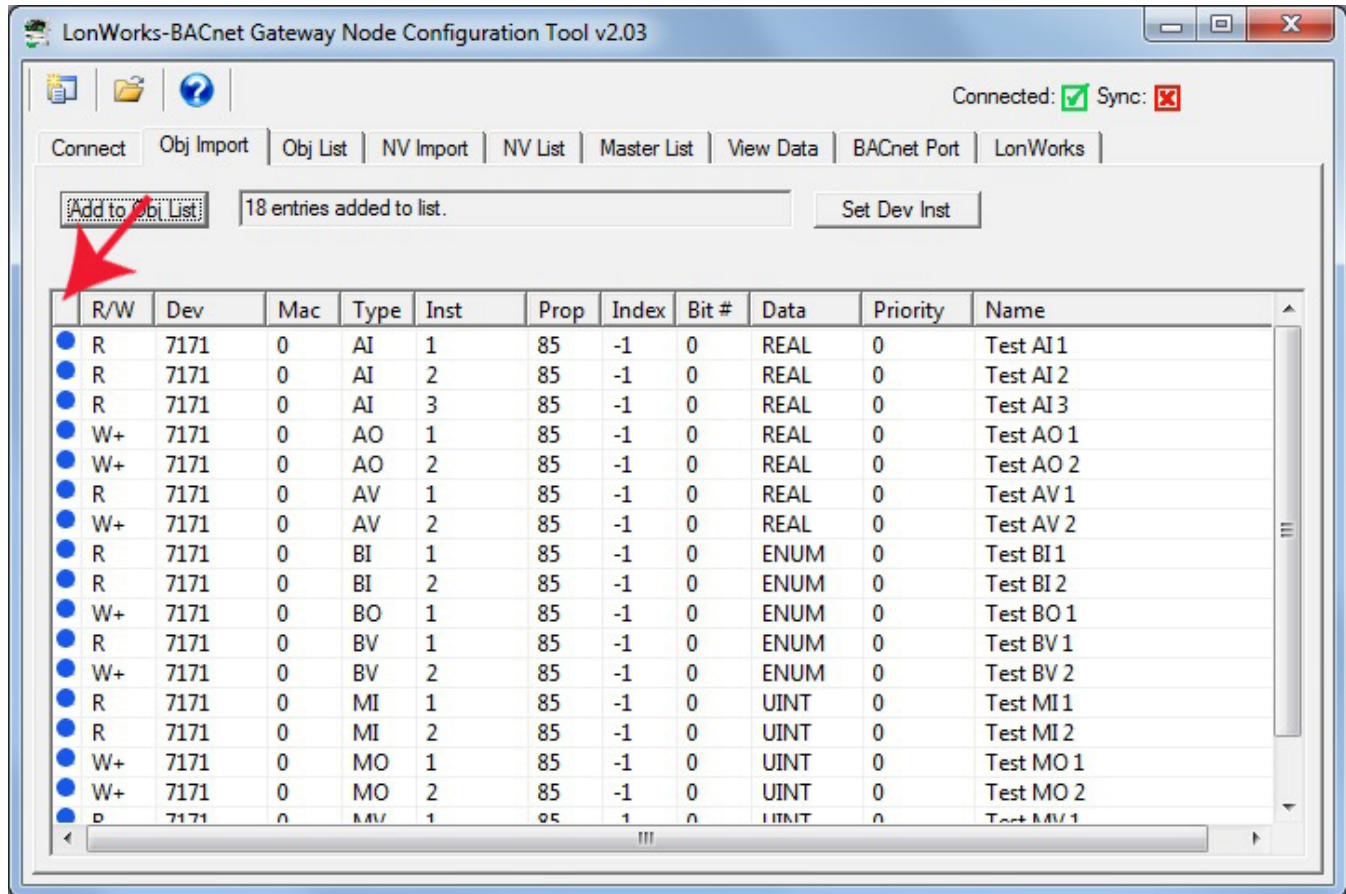 LonWorks-BACnet Gateway Node Configuration Tool v2.03
Connected: Sync:
Connect Obj Import Obj List NV Import NV List Master List View Data BACnet Port LonWorks
Add to Obj List 18 entries added to list. Set Dev Inst
R/W Dev Mac Type Inst Prop Index Bit # Data Priority Name
R 7171 0 AI 1 85 -1 0 REAL 0 Test AI 1
R 7171 0 AI 2 85 -1 0 REAL 0 Test AI 2
R 7171 0 AI 3 85 -1 0 REAL 0 Test AI 3
W+ 7171 0 AO 1 85 -1 0 REAL 0 Test AO 1
W+ 7171 0 AO 2 85 -1 0 REAL 0 Test AO 2
R 7171 0 AV 1 85 -1 0 REAL 0 Test AV 1
W+ 7171 0 AV 2 85 -1 0 REAL 0 Test AV 2
R 7171 0 BI 1 85 -1 0 ENUM 0 Test BI 1
R 7171 0 BI 2 85 -1 0 ENUM 0 Test BI 2
W+ 7171 0 BO 1 85 -1 0 ENUM 0 Test BO 1
R 7171 0 BV 1 85 -1 0 ENUM 0 Test BV 1
W+ 7171 0 BV 2 85 -1 0 ENUM 0 Test BV 2
R 7171 0 MI 1 85 -1 0 UINT 0 Test MI 1
R 7171 0 MI 2 85 -1 0 UINT 0 Test MI 2
W+ 7171 0 MO 1 85 -1 0 UINT 0 Test MO 1
W+ 7171 0 MO 2 85 -1 0 UINT 0 Test MO 2
R 7171 0 MV 1 85 -1 0 UINT 0 Test MV 1